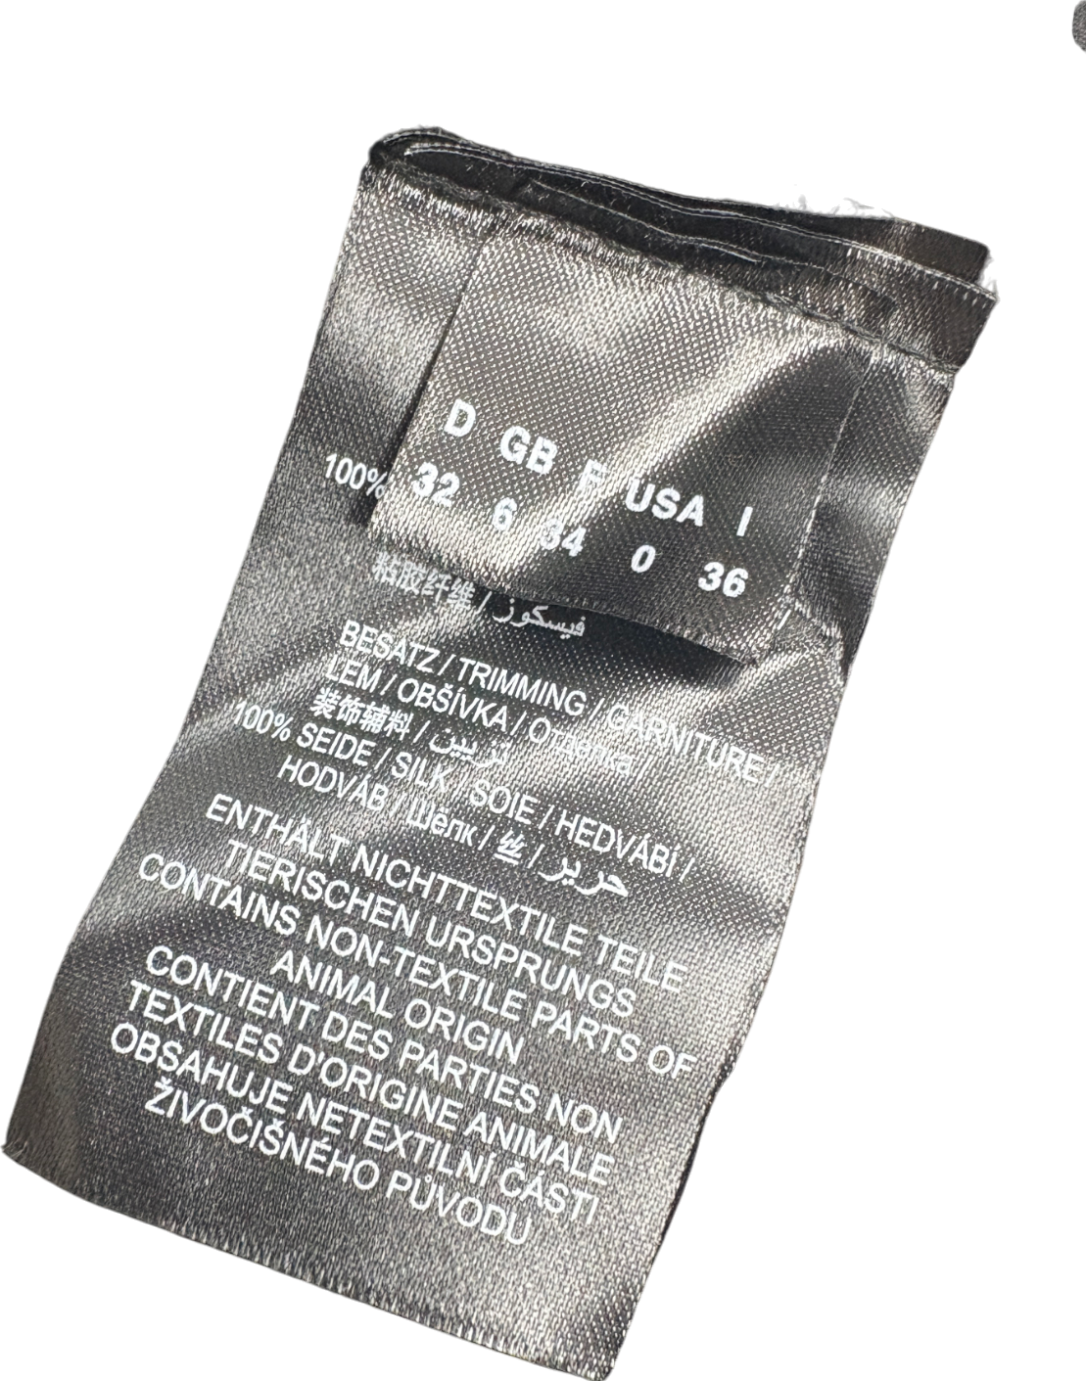 D GB F USA I
32 6 34 0 36
100%
粘胶纤维 / فيسكوز
BESATZ / TRIMMING / GARNITURE /
LEM / OBŠÍVKA / Отделка
装饰辅料 / تزيين
100% SEIDE / SILK / SOIE / HEDVÁBÍ /
HODVÁB / Шёлк / 丝 / حرير
ENTHÄLT NICHTTEXTILE TEILE
TIERISCHEN URSPRUNGS
CONTAINS NON-TEXTILE PARTS OF
ANIMAL ORIGIN
CONTIENT DES PARTIES NON
TEXTILES D'ORIGINE ANIMALE
OBSAHUJE NETEXTILNÍ ČÁSTI
ŽIVOČIŠNÉHO PŮVODU